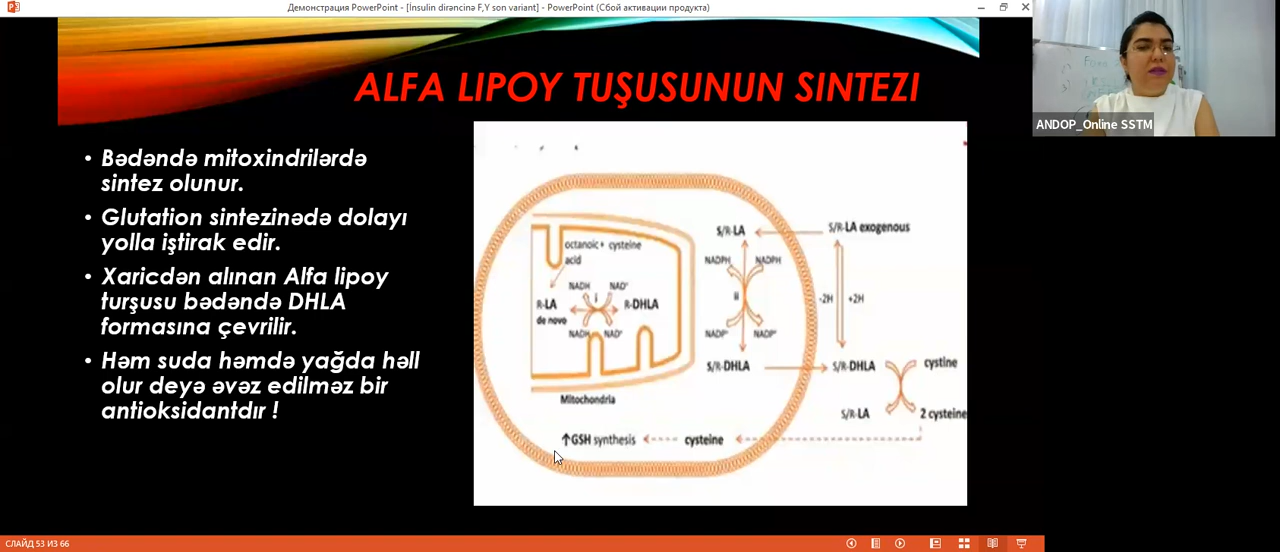 Демонстрация PowerPoint - [İnsulin dirəncinə F,Y son variant] - PowerPoint (Сбой активации продукта)
ALFA LIPOY TUŞUSUNUN SINTEZI
• Bədəndə mitoxindrilərdə
sintez olunur.
• Glutation sintezinədə dolayı
yolla iştirak edir.
• Xaricdən alınan Alfa lipoy
turşusu bədəndə DHLA
formasına çevrilir.
• Həm suda həmdə yağda həll
olur deyə əvəz edilməz bir
antioksidantdır !
octanoic + cysteine
acid
NADH NAD⁺
R-LA i R-DHLA
de novo
NADH NAD⁺
Mitochondria
S/R-LA
S/R-LA exogenous
NADPH NADPH
ii
-2H +2H
NADP⁺ NADP⁺
S/R-DHLA
S/R-DHLA
cystine
S/R-LA
2 cysteine
↑GSH synthesis
cysteine
ANDOP_Online SSTM
СЛАЙД 53 ИЗ 66